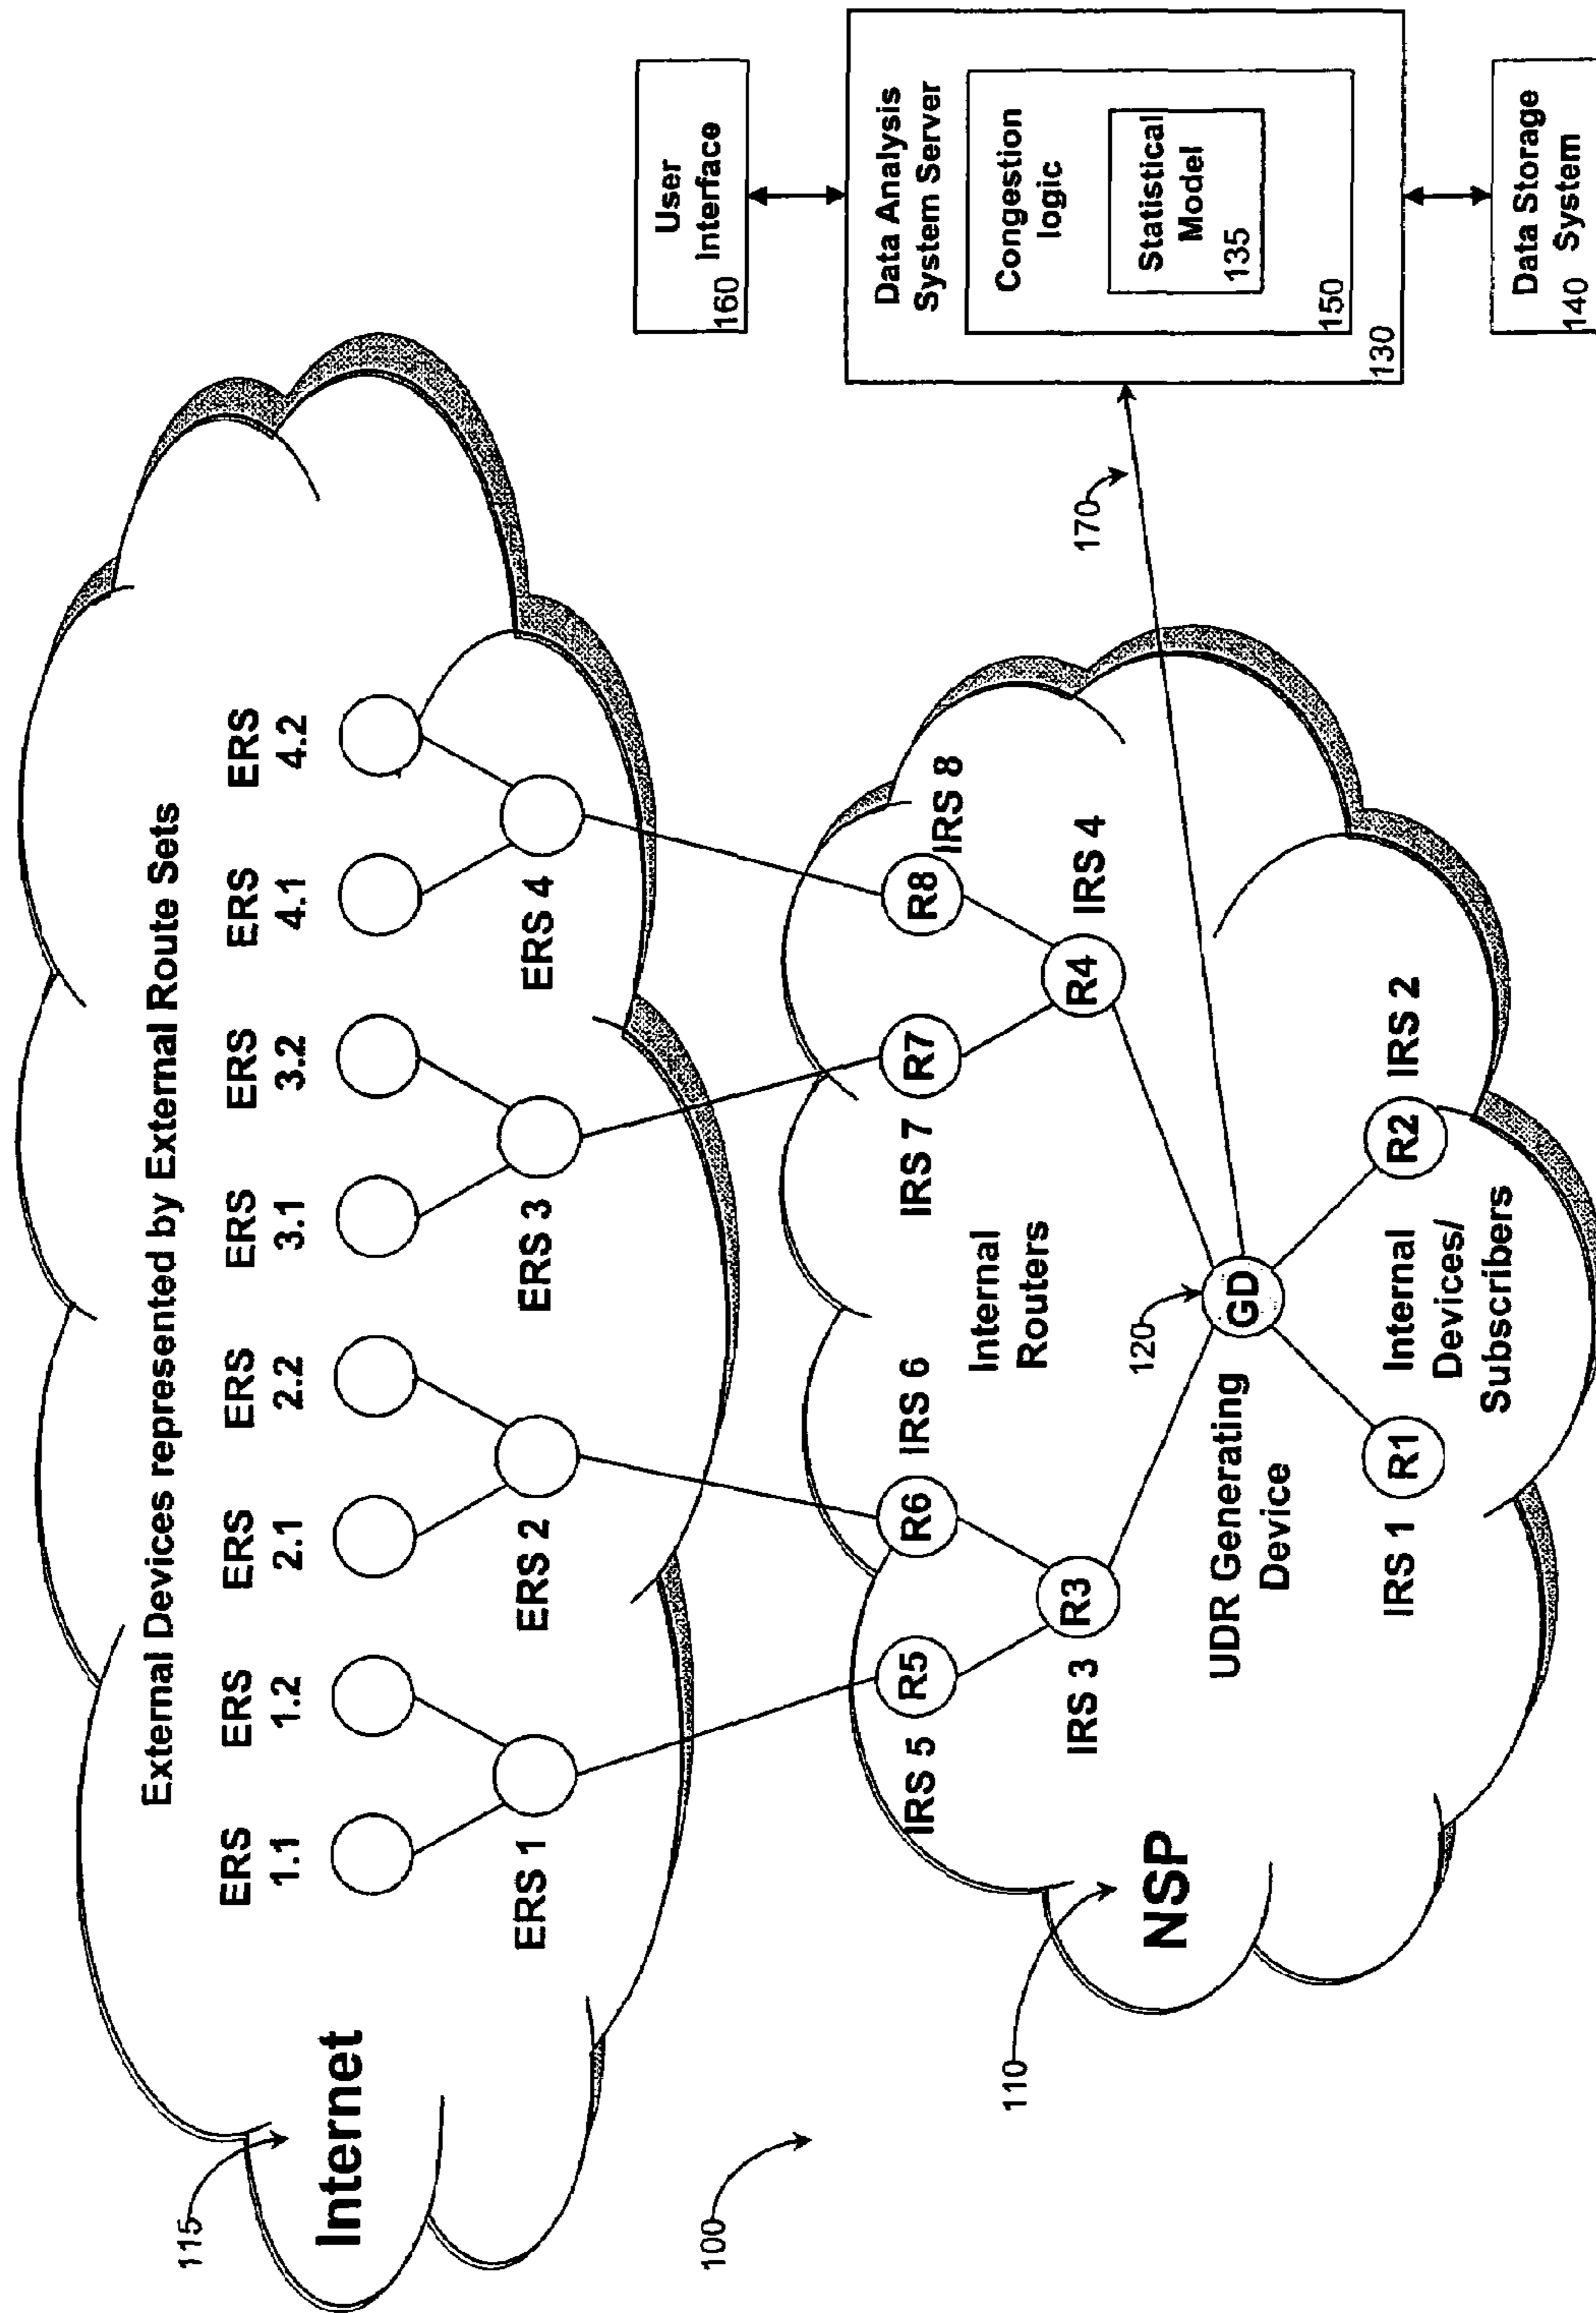 115
Internet
External Devices represented by External Route Sets
ERS
1.1
ERS
1.2
ERS
2.1
ERS
2.2
ERS
3.1
ERS
3.2
ERS
4.1
ERS
4.2
ERS 1
ERS 2
ERS 3
ERS 4
100
110
NSP
IRS 5
R5
R6
IRS 6
IRS 7
R7
R8
IRS 8
Internal
Routers
IRS 3
R3
R4
IRS 4
UDR Generating
Device
120
GD
IRS 1
R1
Internal
Devices/
Subscribers
R2
IRS 2
170
User
Interface
160
Data Analysis
System Server
Congestion
logic
Statistical
Model
135
150
130
Data Storage
System
140